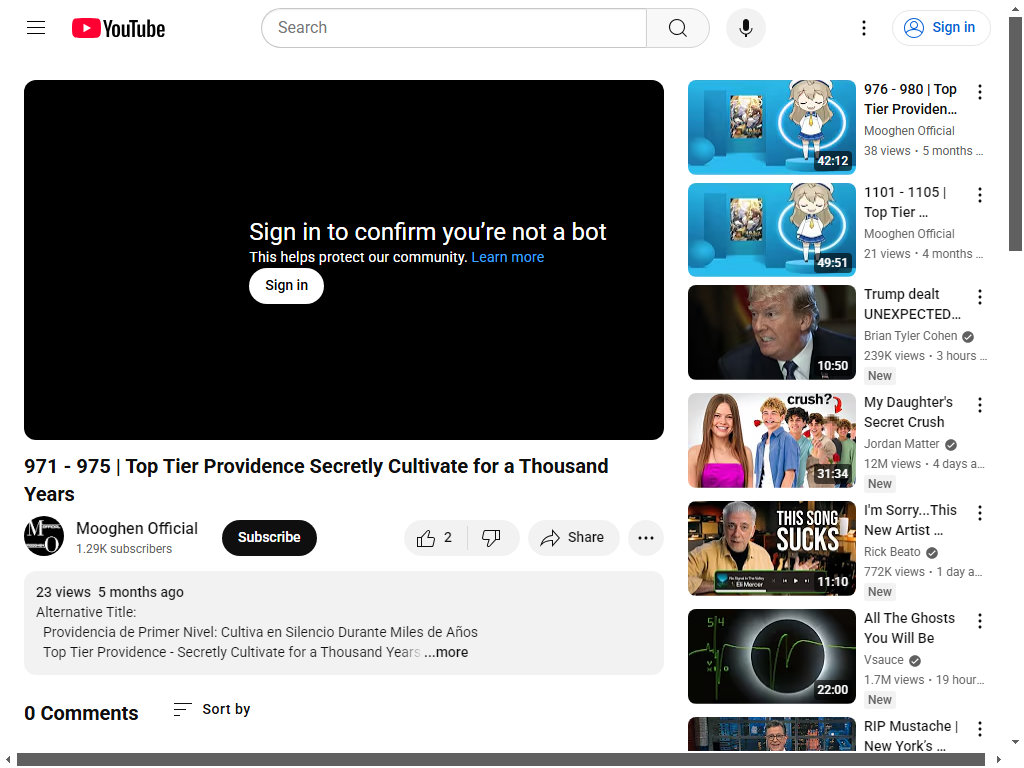 YouTube
Search
Sign in
Sign in to confirm you’re not a bot
This helps protect our community. Learn more
Sign in
971 - 975 | Top Tier Providence Secretly Cultivate for a Thousand
Years
Mooghen Official
1.29K subscribers
Subscribe
2
Share
23 views 5 months ago
Alternative Title:
Providencia de Primer Nivel: Cultiva en Silencio Durante Miles de Años
Top Tier Providence - Secretly Cultivate for a Thousand Years ...more
0 Comments
Sort by
42:12
976 - 980 | Top
Tier Providen…
Mooghen Official
38 views • 5 months …
49:51
1101 - 1105 |
Top Tier …
Mooghen Official
21 views • 4 months …
10:50
Trump dealt
UNEXPECTED…
Brian Tyler Cohen
239K views • 3 hours …
New
crush?
31:34
My Daughter's
Secret Crush
Jordan Matter
12M views • 4 days a…
New
THIS SONG
SUCKS
Eli Mercer
11:10
I'm Sorry...This
New Artist …
Rick Beato
772K views • 1 day a…
New
22:00
All The Ghosts
You Will Be
Vsauce
1.7M views • 19 hour…
New
RIP Mustache |
New York's …